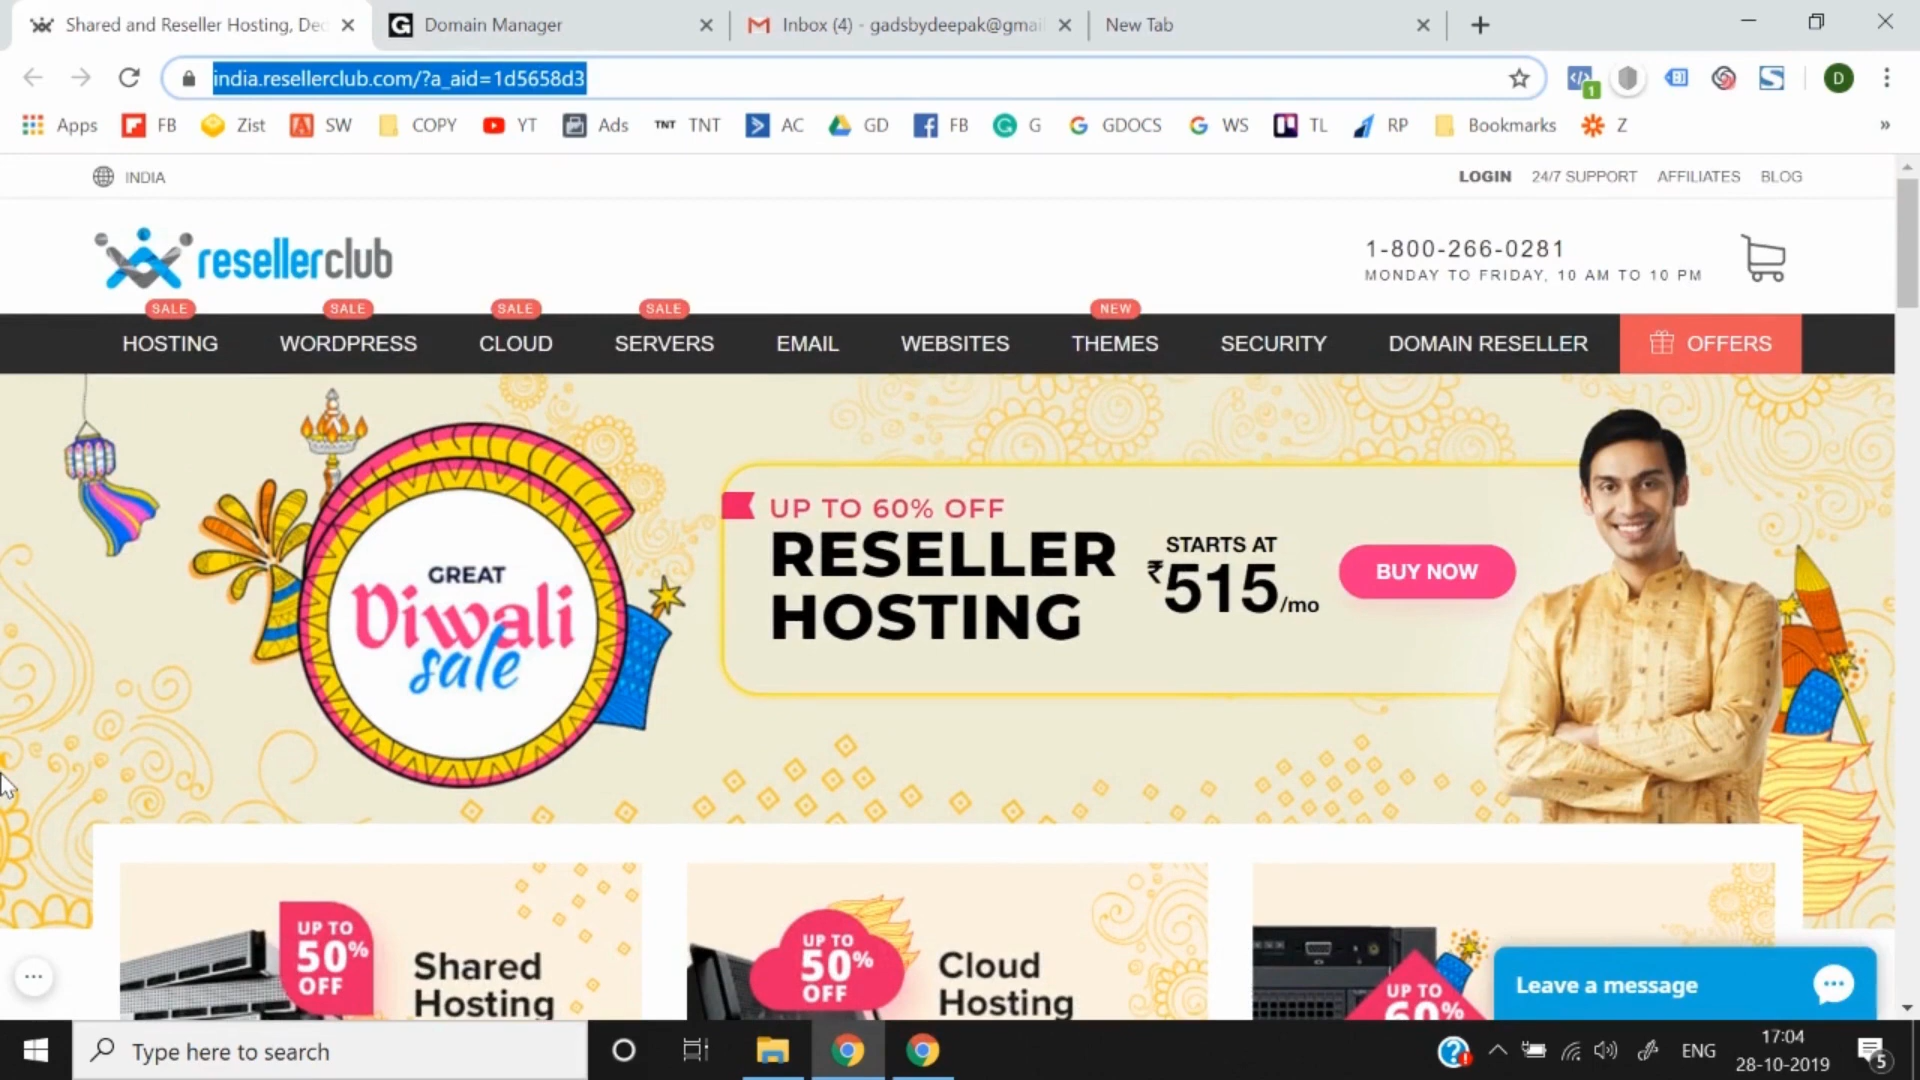 Shared and Reseller Hosting, Dec
Domain Manager
Inbox (4) - gadsbydeepak@gmai
New Tab
india.resellerclub.com/?a_aid=1d5658d3
1
D
Apps
FB
Zist
SW
COPY
YT
Ads
TNT TNT
AC
GD
FB
G
GDOCS
WS
TL
RP
Bookmarks
Z
»
INDIA
LOGIN
24/7 SUPPORT
AFFILIATES
BLOG
resellerclub
1-800-266-0281
MONDAY TO FRIDAY, 10 AM TO 10 PM
SALE
SALE
SALE
SALE
NEW
HOSTING
WORDPRESS
CLOUD
SERVERS
EMAIL
WEBSITES
THEMES
SECURITY
DOMAIN RESELLER
OFFERS
GREAT
Diwali
sale
UP TO 60% OFF
RESELLER
HOSTING
STARTS AT
₹515/mo
BUY NOW
UP TO
50%
OFF
Shared
Hosting
UP TO
50%
OFF
Cloud
Hosting
UP TO
60%
Leave a message
Type here to search
ENG
17:04
28-10-2019
5